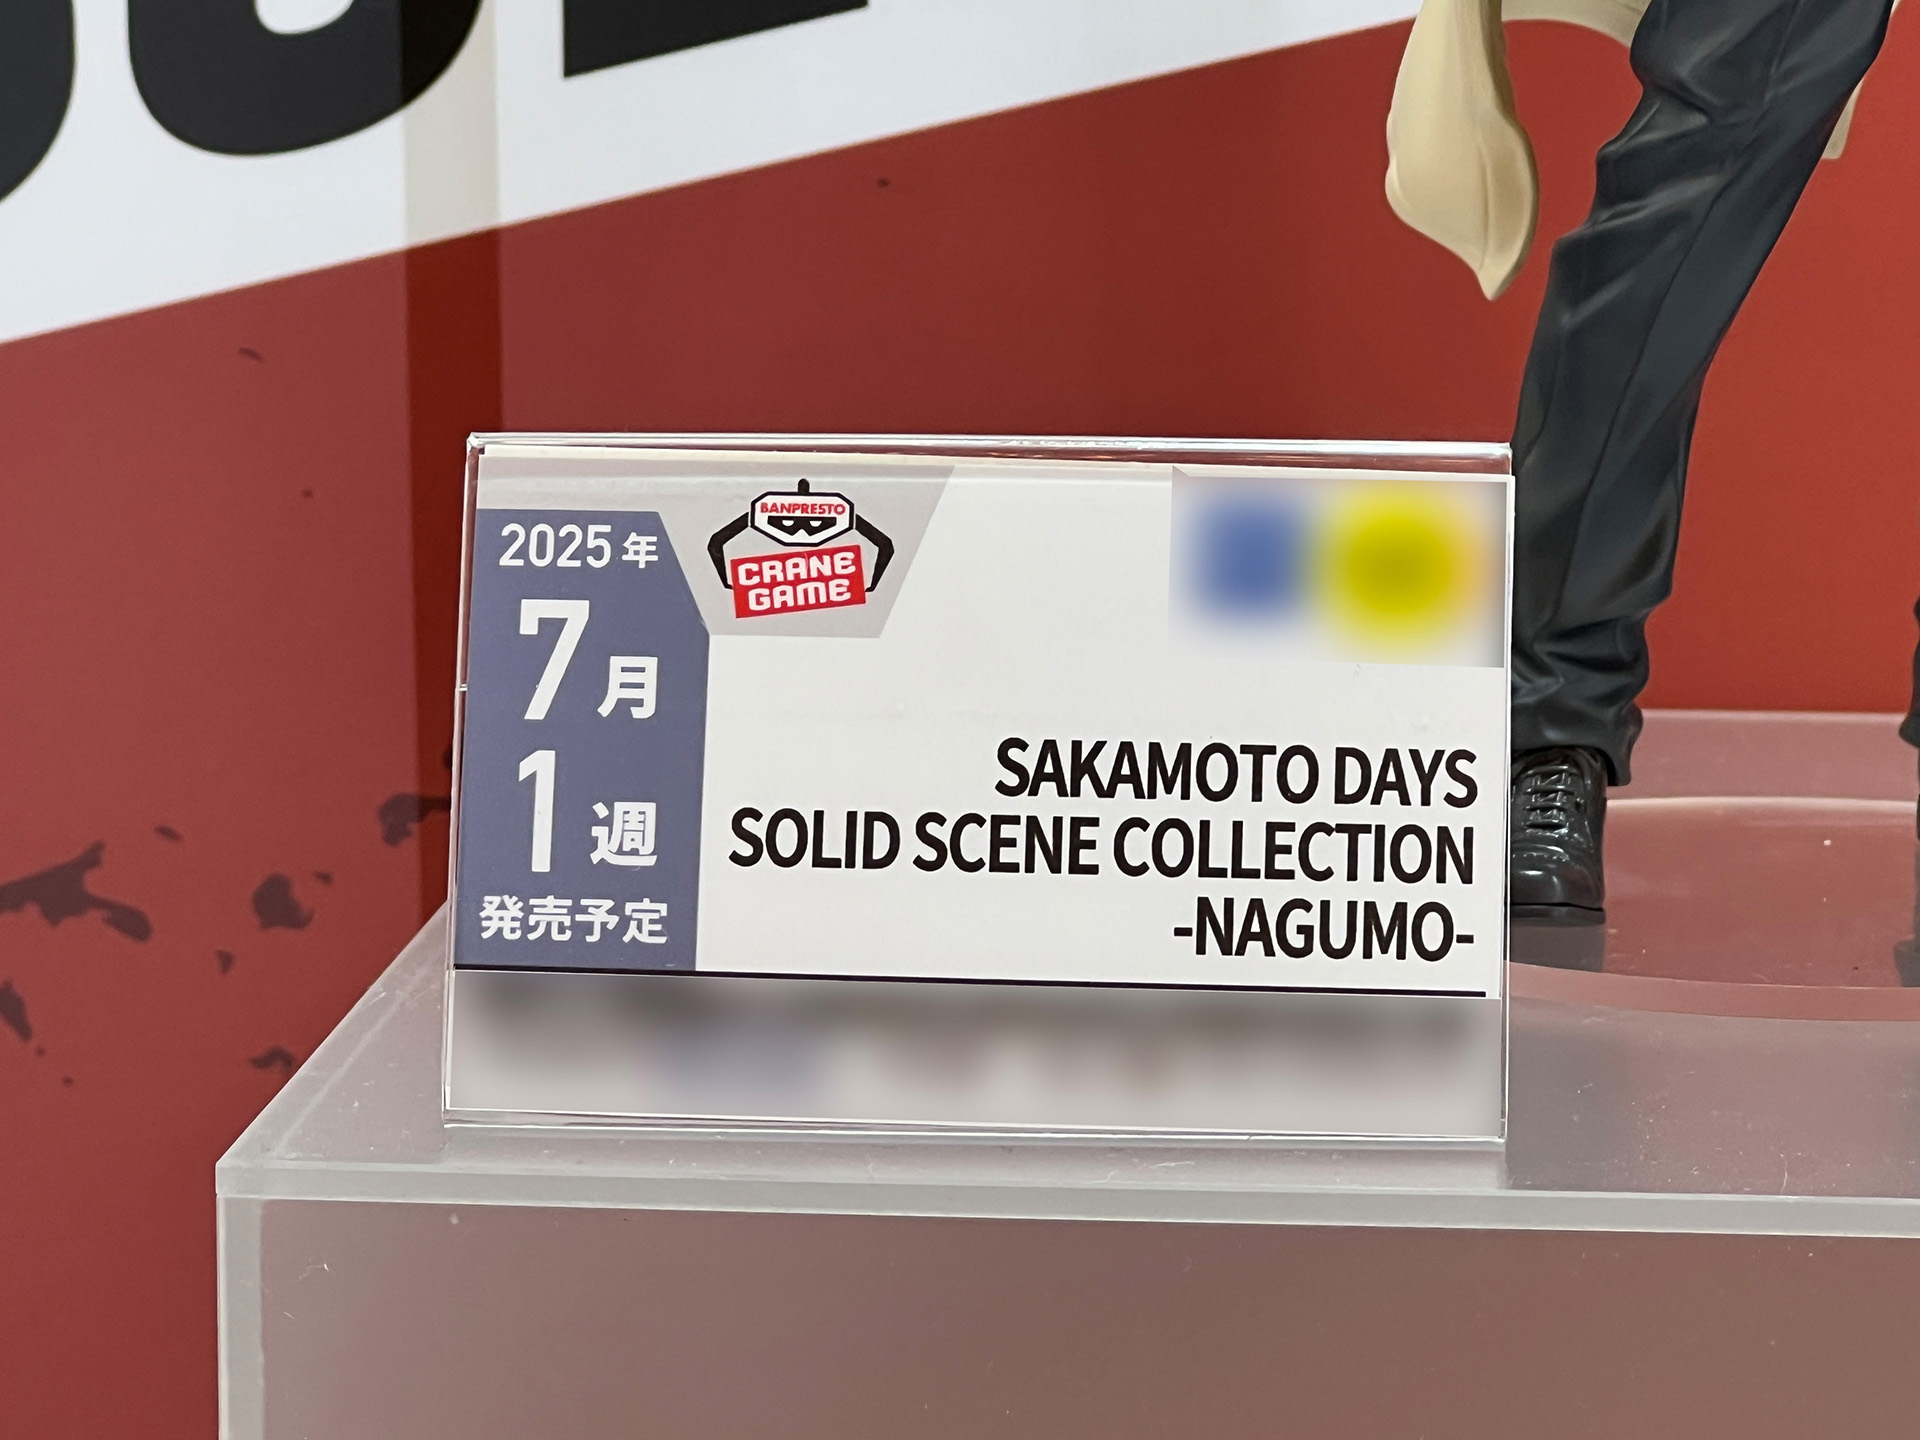 2025年
7月
1週
発売予定
BANPRESTO
CRANE
GAME
SAKAMOTO DAYS
SOLID SCENE COLLECTION
-NAGUMO-